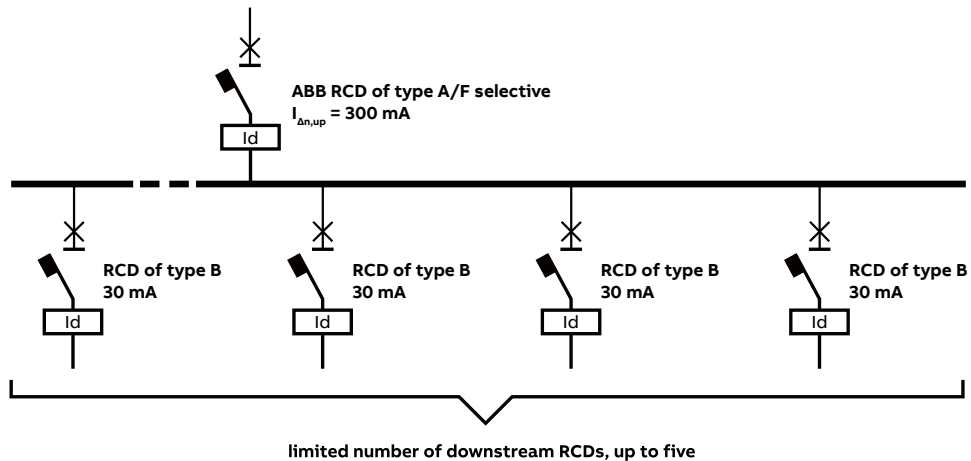 ABB RCD of type A/F selective
IΔn,up = 300 mA
Id
RCD of type B
30 mA
RCD of type B
30 mA
RCD of type B
30 mA
RCD of type B
30 mA
Id
Id
Id
Id
limited number of downstream RCDs, up to five